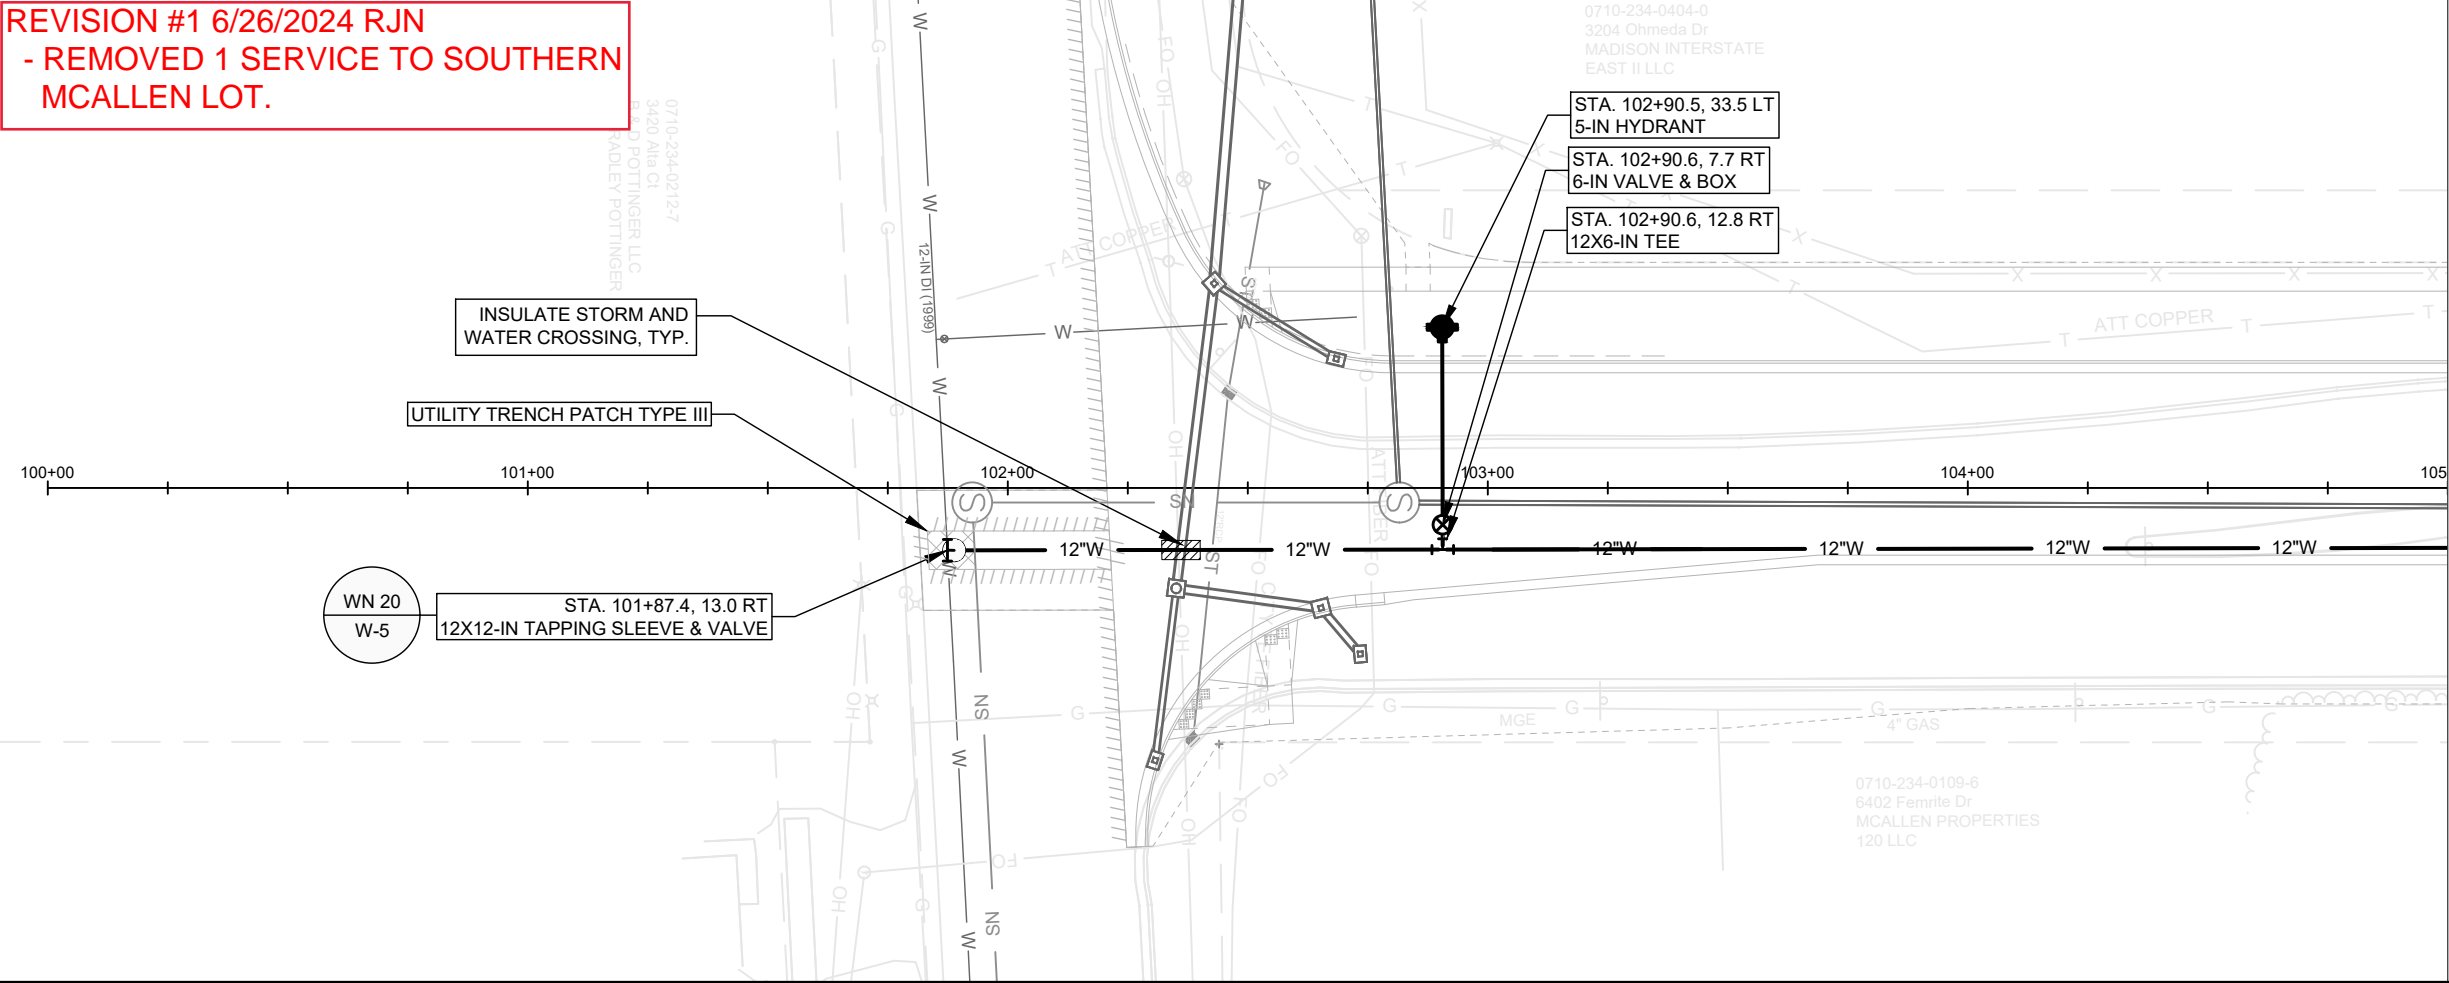 REVISION #1 6/26/2024 RJN
- REMOVED 1 SERVICE TO SOUTHERN
MCALLEN LOT.
0710-234-0404-0
3204 Ohmeda Dr
MADISON INTERSTATE
EAST II LLC
0710-234-0212-7
3420 Alta Ct
B & D POTTINGER LLC
RADLEY POTTINGER
STA. 102+90.5, 33.5 LT
5-IN HYDRANT
STA. 102+90.6, 7.7 RT
6-IN VALVE & BOX
STA. 102+90.6, 12.8 RT
12X6-IN TEE
ATT COPPER
12-IN DI (1999)
INSULATE STORM AND
WATER CROSSING, TYP.
ATT COPPER
UTILITY TRENCH PATCH TYPE III
100+00
101+00
102+00
103+00
104+00
105
SN
12"W
12"W
12"W
12"W
12"W
12"W
ST
WN 20
W-5
STA. 101+87.4, 13.0 RT
12X12-IN TAPPING SLEEVE & VALVE
SN
SN
MGE
4" GAS
0710-234-0109-6
6402 Femrite Dr
MCALLEN PROPERTIES
120 LLC